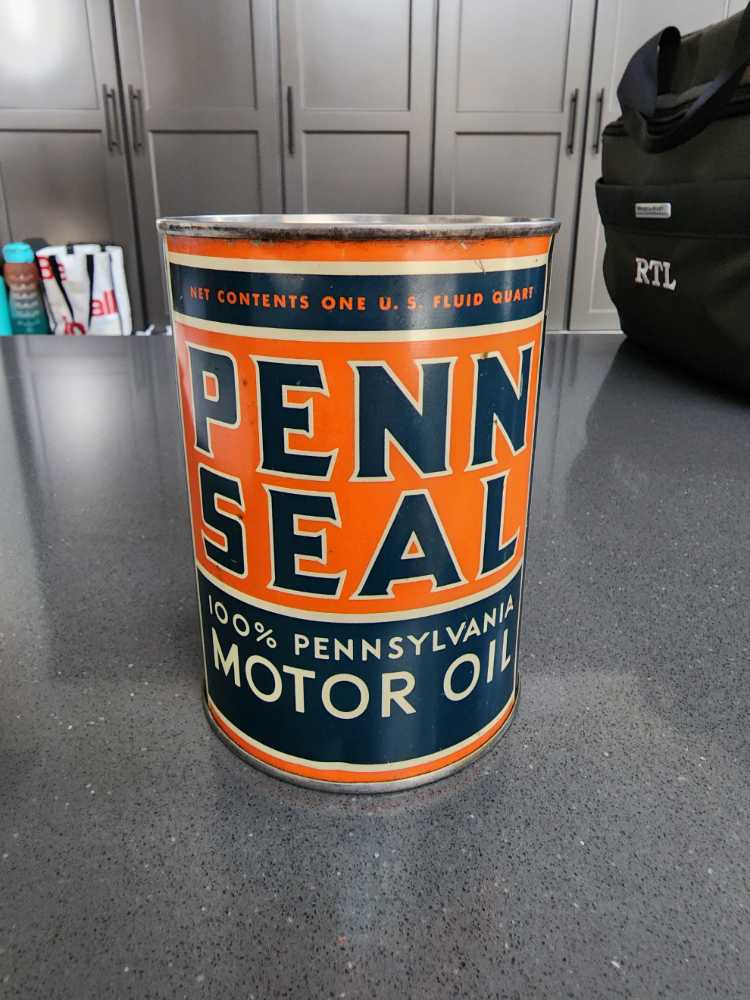 NET CONTENTS ONE U. S. FLUID QUART
PENN
SEAL
100% PENNSYLVANIA
MOTOR OIL
RTL